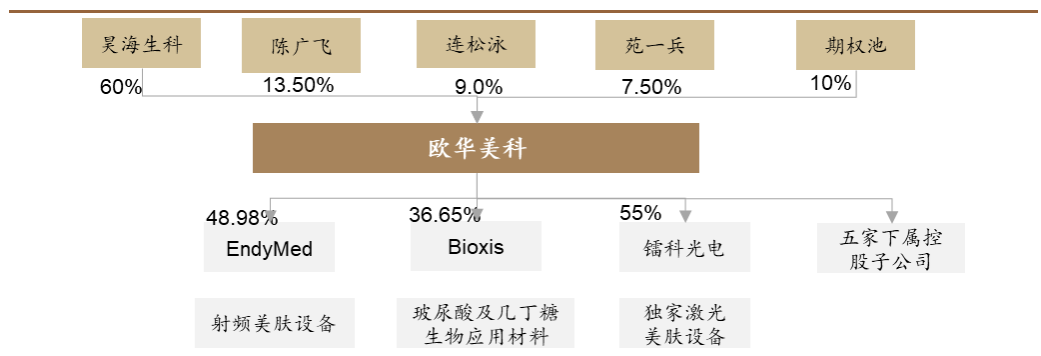 昊海生科
陈广飞
连松泳
苑一兵
期权池
60%
13.50%
9.0%
7.50%
10%
欧华美科
48.98%
36.65%
55%
EndyMed
Bioxis
镭科光电
五家下属控
股子公司
射频美肤设备
玻尿酸及几丁糖
生物应用材料
独家激光
美肤设备